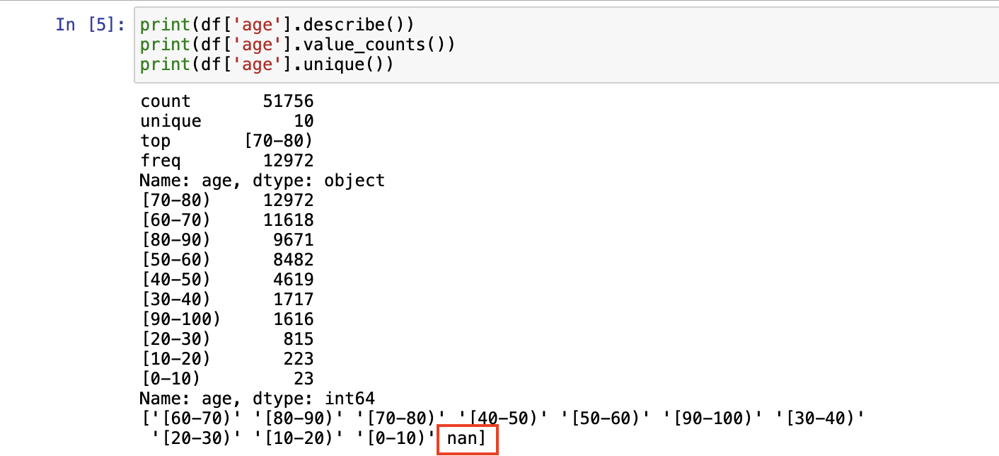 In [5]: print(df['age'].describe())
print(df['age'].value_counts())
print(df['age'].unique())
count 51756
unique 10
top [70-80)
freq 12972
Name: age, dtype: object
[70-80) 12972
[60-70) 11618
[80-90) 9671
[50-60) 8482
[40-50) 4619
[30-40) 1717
[90-100) 1616
[20-30) 815
[10-20) 223
[0-10) 23
Name: age, dtype: int64
['[60-70)' '[80-90)' '[70-80)' '[40-50)' '[50-60)' '[90-100)' '[30-40)'
'[20-30)' '[10-20)' '[0-10)' nan]